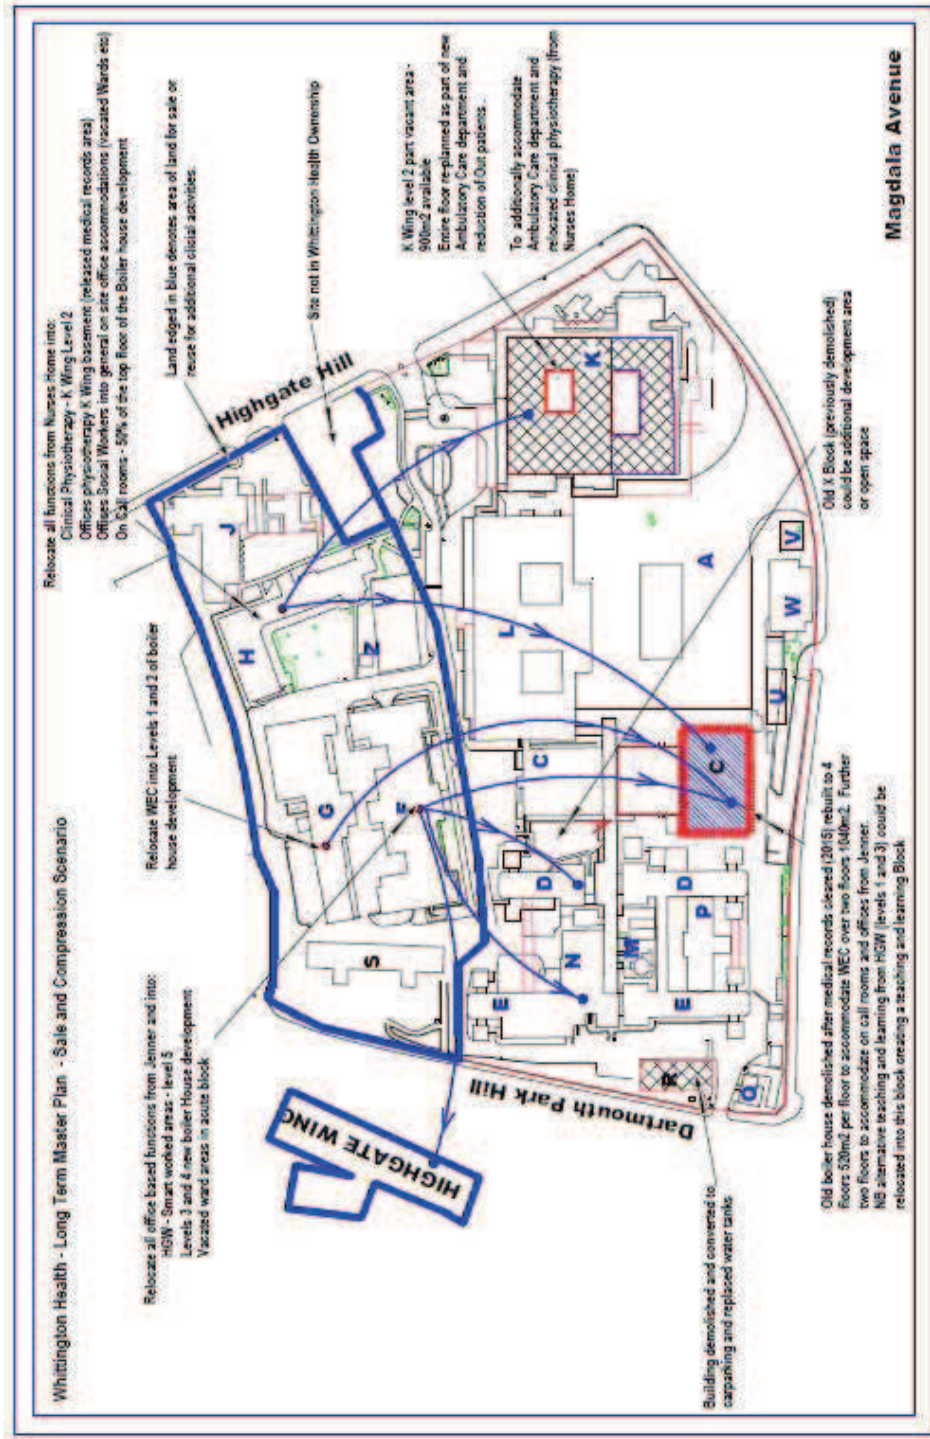 Whittington Health - Long Term Master Plan - Sale and Compression Scenario
Relocate all office based functions from Jenner and into:
HGW - Smart worked areas - level 5
Levels 3 and 4 new boiler House development
Vacated ward areas in acute block
Relocate WEC into Levels 1 and 2 of boiler
house development
Relocate all functions from Nurses Home into:
Clinical Physiotherapy - K Wing Level 2
Offices physiotherapy K Wing basement (released medical records area)
Offices Social Workers into general on site office accommodations (vacated Wards etc)
On Call rooms - 50% of the top floor of the Boiler house development
Land edged in blue denotes area of land for sale or
reuse for additional clicial activities.
Site not in Whittington Health Ownership
Highgate Hill
K Wing level 2 part vacant area -
900m2 available
Entire floor re-planned as part of new
Ambulatory Care department and
reduction of Out patients.
To additionally accommodate
Ambulatory Care department and
relocated clinical physiotherapy (from
Nurses Home)
HIGHGATE WING
S
G
F
H
Z
J
Dartmouth Park Hill
E
N
D
C
L
K
M
E
P
D
C
A
R
Q
U
W
V
Building demolished and converted to
carparking and replaced water tanks
Old boiler house demolished after medical records cleared (2015) rebuilt to 4
floors 520m2 per floor to accommodate WEC over two floors 1040m2. Further
two floors to accommodate on call rooms and offices from Jenner.
NB alternative teaching and learning from HGW (levels 1 and 3) could be
relocated into this block creating a teaching and learning Block
Old X Block (previously demolished)
could be additional development area
or open space
Magdala Avenue